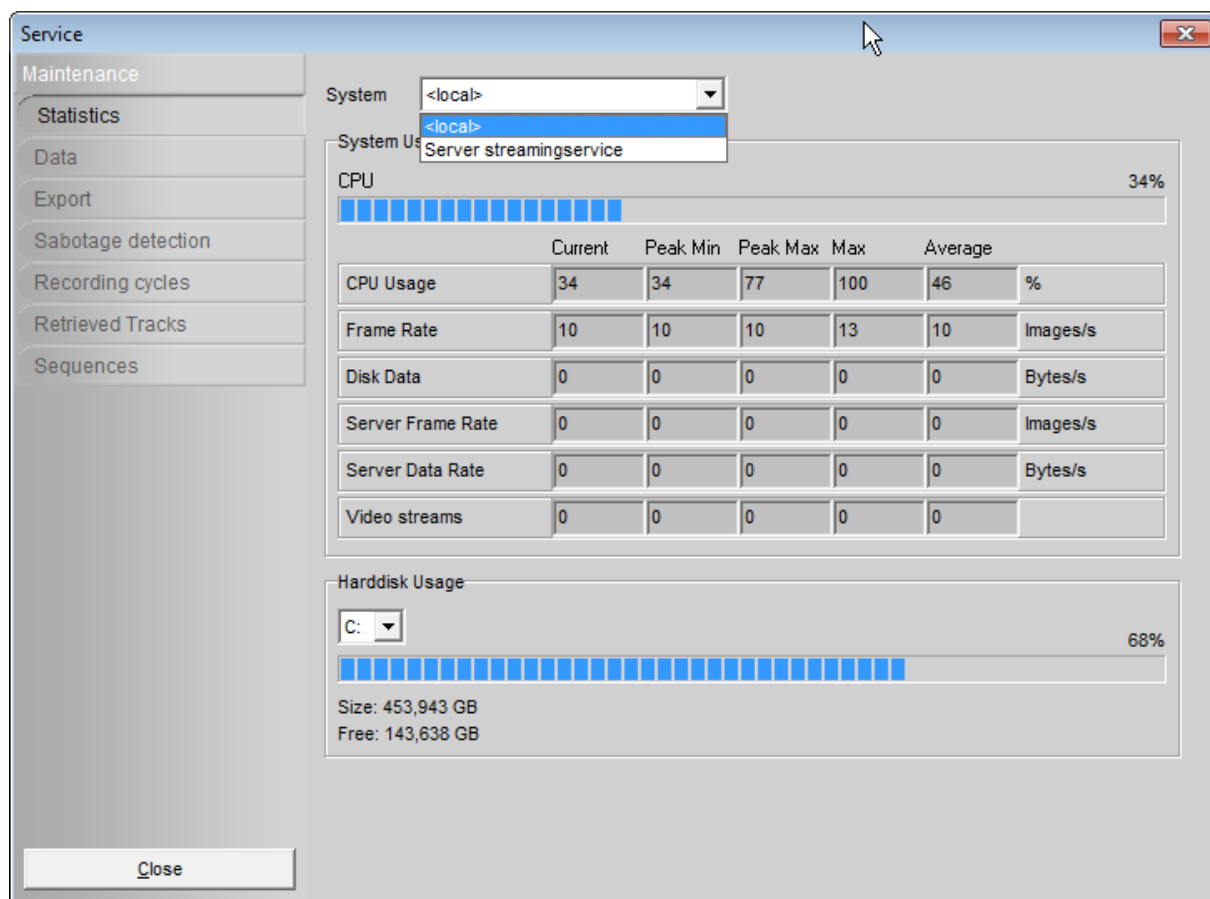 Service
Maintenance
Statistics
Data
Export
Sabotage detection
Recording cycles
Retrieved Tracks
Sequences
Close
System <local>
<local>
Server streamingservice
System Us
CPU 34%
Current Peak Min Peak Max Max Average
CPU Usage 34 34 77 100 46 %
Frame Rate 10 10 10 13 10 Images/s
Disk Data 0 0 0 0 0 Bytes/s
Server Frame Rate 0 0 0 0 0 Images/s
Server Data Rate 0 0 0 0 0 Bytes/s
Video streams 0 0 0 0 0
Harddisk Usage
C:
68%
Size: 453,943 GB
Free: 143,638 GB